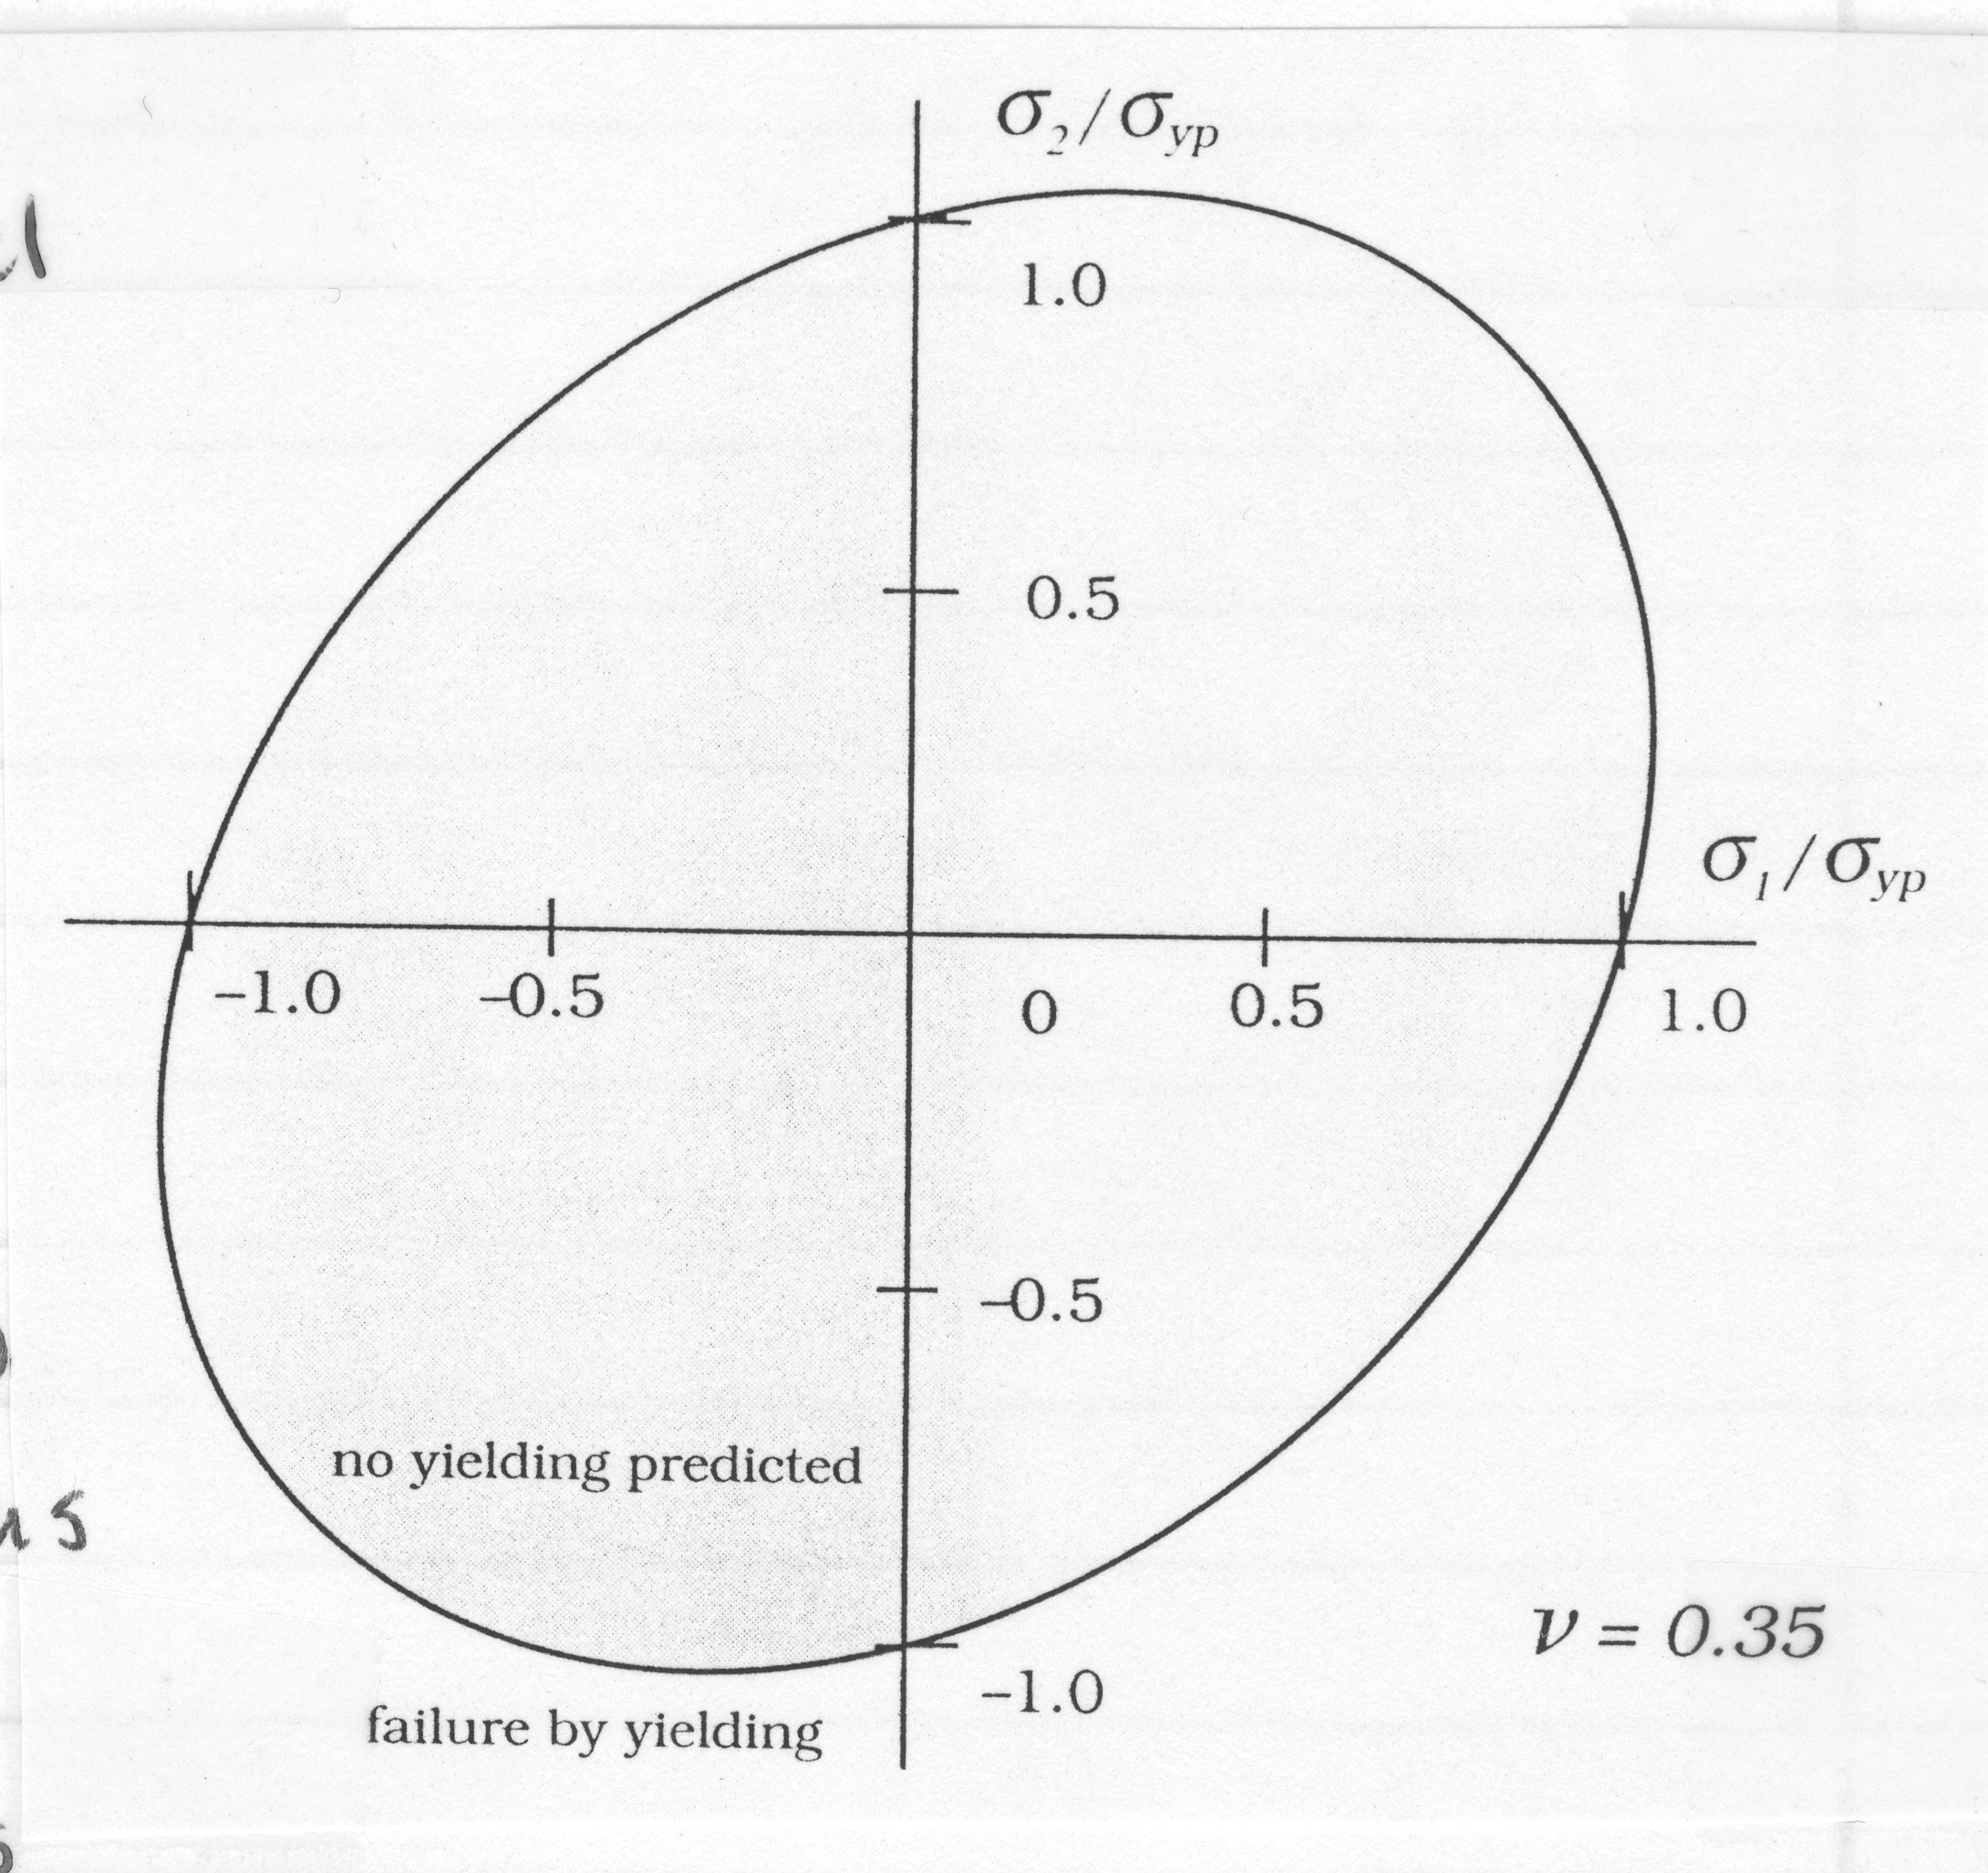 σ₂/σyp
1.0
0.5
σ₁/σyp
–1.0 –0.5 0 0.5 1.0
–0.5
no yielding predicted
ν = 0.35
–1.0
failure by yielding